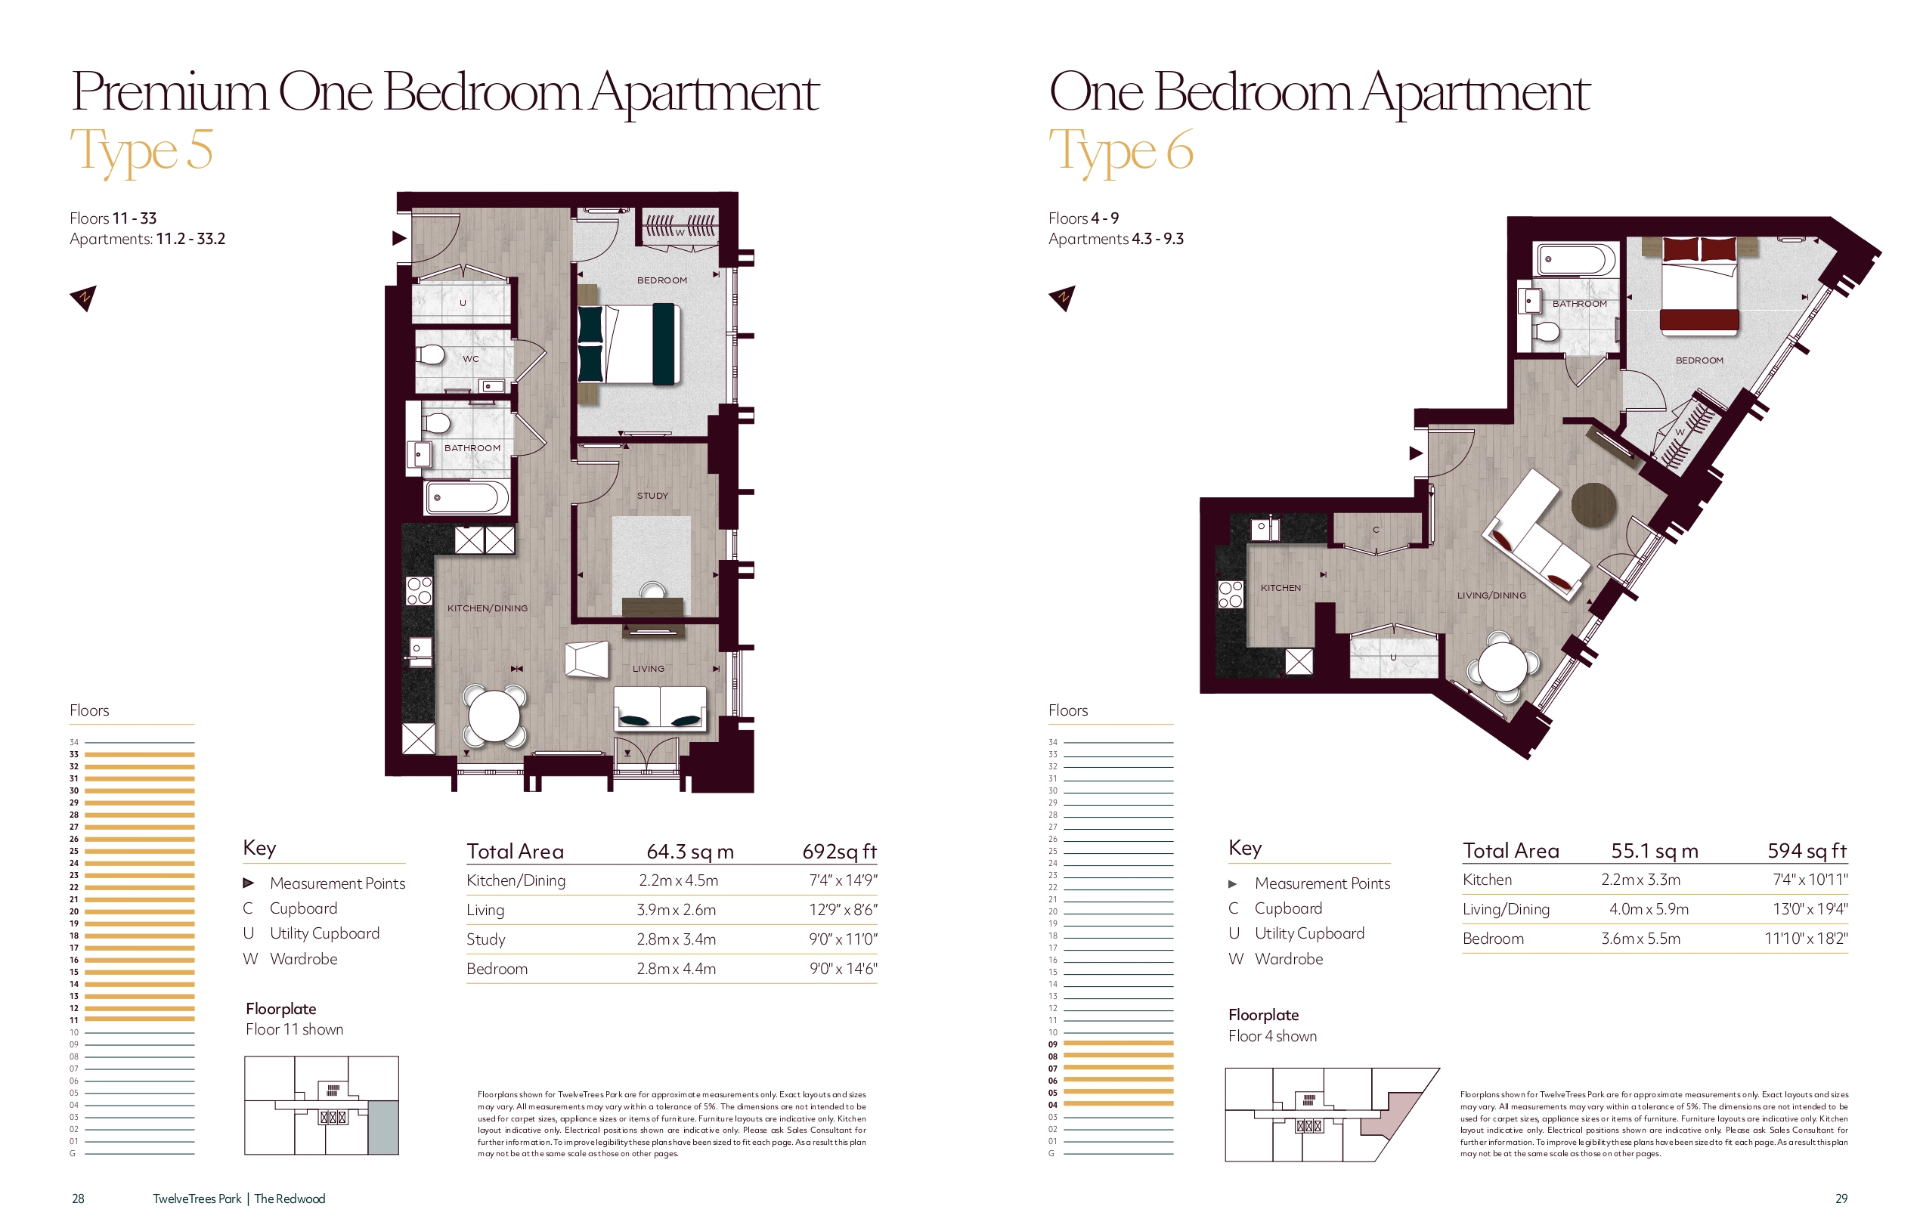 Premium One Bedroom Apartment
Type 5
Floors 11 - 33
Apartments: 11.2 - 33.2
N
W
BEDROOM
U
WC
BATHROOM
STUDY
KITCHEN/DINING
LIVING
Floors
34
33
32
31
30
29
28
27
26
25
24
23
22
21
20
19
18
17
16
15
14
13
12
11
10
09
08
07
06
05
04
03
02
01
G
Key
Measurement Points
C Cupboard
U Utility Cupboard
W Wardrobe
Floorplate
Floor 11 shown
Total Area 64.3 sq m 692sq ft
Kitchen/Dining 2.2m x 4.5m 7’4” x 14’9”
Living 3.9m x 2.6m 12’9” x 8’6”
Study 2.8m x 3.4m 9’0” x 11’0”
Bedroom 2.8m x 4.4m 9'0" x 14'6"
Floorplans shown for TwelveTrees Park are for approximate measurements only. Exact layouts and sizes
may vary. All measurements may vary within a tolerance of 5%. The dimensions are not intended to be
used for carpet sizes, appliance sizes or items of furniture. Furniture layouts are indicative only. Kitchen
layout indicative only. Electrical positions shown are indicative only. Please ask Sales Consultant for
further information. To improve legibility these plans have been sized to fit each page. As a result this plan
may not be at the same scale as those on other pages.
28 TwelveTrees Park | The Redwood
One Bedroom Apartment
Type 6
Floors 4 - 9
Apartments 4.3 - 9.3
N
BATHROOM
BEDROOM
W
C
KITCHEN
LIVING/DINING
U
Floors
34
33
32
31
30
29
28
27
26
25
24
23
22
21
20
19
18
17
16
15
14
13
12
11
10
09
08
07
06
05
04
03
02
01
G
Key
Measurement Points
C Cupboard
U Utility Cupboard
W Wardrobe
Floorplate
Floor 4 shown
Total Area 55.1 sq m 594 sq ft
Kitchen 2.2m x 3.3m 7'4" x 10'11"
Living/Dining 4.0m x 5.9m 13'0" x 19'4"
Bedroom 3.6m x 5.5m 11'10" x 18'2"
Floorplans shown for TwelveTrees Park are for approximate measurements only. Exact layouts and sizes
may vary. All measurements may vary within a tolerance of 5%. The dimensions are not intended to be
used for carpet sizes, appliance sizes or items of furniture. Furniture layouts are indicative only. Kitchen
layout indicative only. Electrical positions shown are indicative only. Please ask Sales Consultant for
further information. To improve legibility these plans have been sized to fit each page. As a result this plan
may not be at the same scale as those on other pages.
29